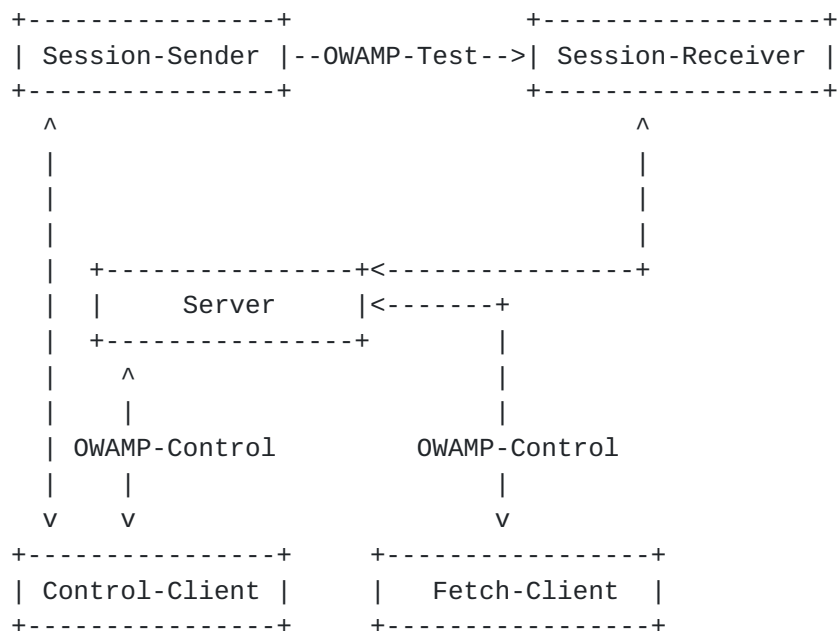 +----------------+                +------------------+
| Session-Sender |--OWAMP-Test-->| Session-Receiver |
+----------------+                +------------------+
  ^                                      ^
  |                                      |
  |                                      |
  |                                      |
  |  +----------------+<----------------+
  |  |     Server     |<-------+
  |  +----------------+        |
  |    ^                       |
  |    |                       |
  | OWAMP-Control         OWAMP-Control
  |    |                       |
  v    v                       v
+----------------+     +-----------------+
| Control-Client |     |   Fetch-Client  |
+----------------+     +-----------------+